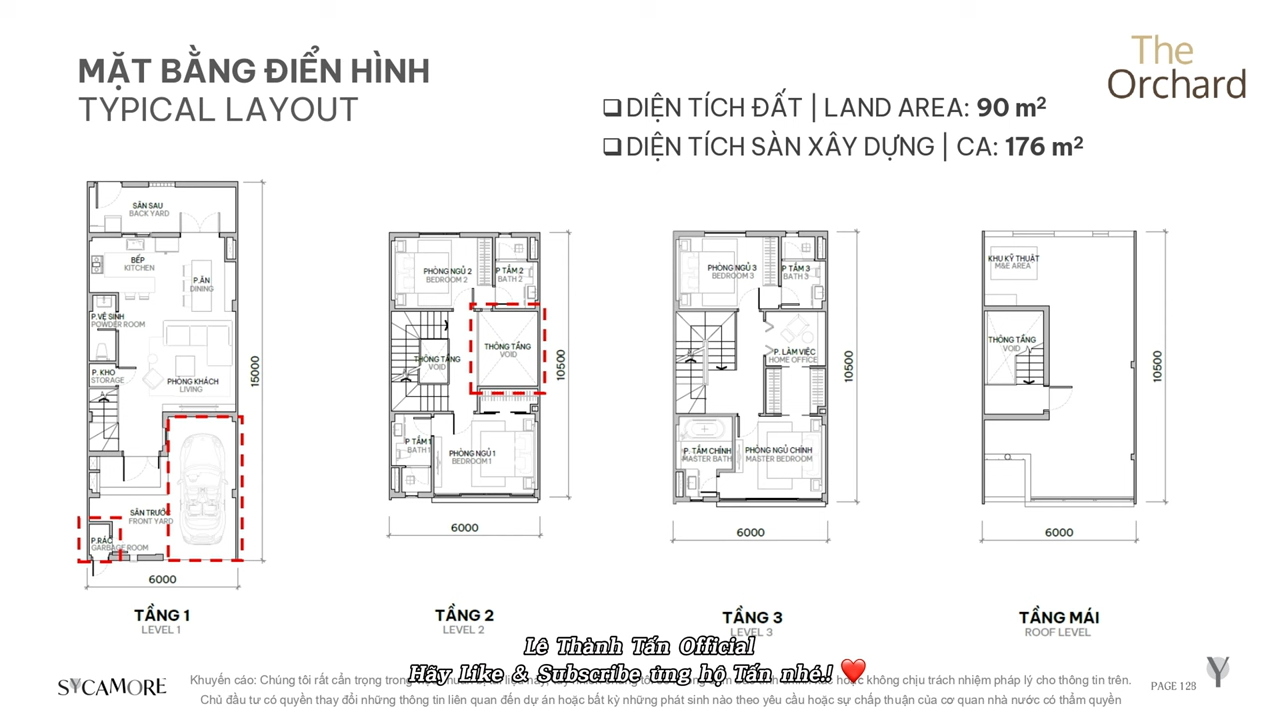 MẶT BẰNG ĐIỂN HÌNH
TYPICAL LAYOUT
The
Orchard
DIỆN TÍCH ĐẤT | LAND AREA: 90 m²
DIỆN TÍCH SÀN XÂY DỰNG | CA: 176 m²
SÂN SAU
BACK YARD
BẾP
KITCHEN
P.ĂN
DINING
P.VỆ SINH
POWDER ROOM
P. KHO
STORAGE
PHÒNG KHÁCH
LIVING
SÂN TRƯỚC
FRONT YARD
P.RÁC
GARBAGE ROOM
15000
6000
TẦNG 1
LEVEL 1
PHÒNG NGỦ 2
BEDROOM 2
P TẮM 2
BATH 2
THÔNG TẦNG
VOID
THÔNG TẦNG
VOID
P TẮM 1
BATH 1
PHÒNG NGỦ 1
BEDROOM 1
10500
6000
TẦNG 2
LEVEL 2
PHÒNG NGỦ 3
BEDROOM 3
P TẮM 3
BATH 3
P. LÀM VIỆC
HOME OFFICE
P. TẮM CHÍNH
MASTER BATH
PHÒNG NGỦ CHÍNH
MASTER BEDROOM
10500
6000
TẦNG 3
LEVEL 3
KHU KỸ THUẬT
M&E AREA
THÔNG TẦNG
VOID
10500
6000
TẦNG MÁI
ROOF LEVEL
Lê Thành Tấn Official
Hãy Like & Subscribe ủng hộ Tấn nhé.! ❤️
SYCAMORE
Khuyến cáo: Chúng tôi rất cẩn trọng trong hoặc không chịu trách nhiệm pháp lý cho thông tin trên.
Chủ đầu tư có quyền thay đổi những thông tin liên quan đến dự án hoặc bất kỳ những phát sinh nào theo yêu cầu hoặc sự chấp thuận của cơ quan nhà nước có thẩm quyền
PAGE 128